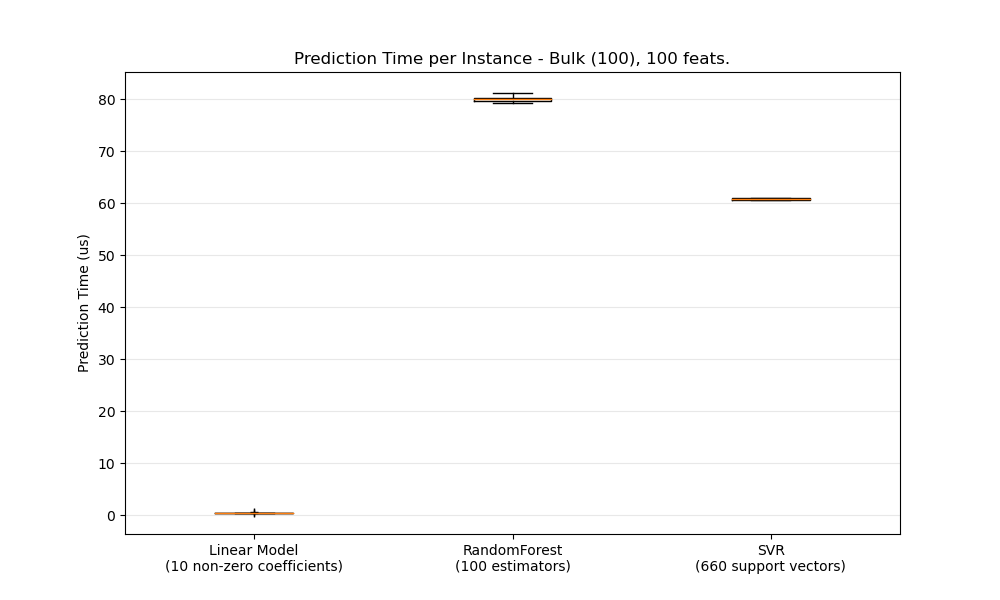 Prediction Time per Instance - Bulk (100), 100 feats.
Prediction Time (us)
80
70
60
50
40
30
20
10
0
Linear Model
(10 non-zero coefficients)
RandomForest
(100 estimators)
SVR
(660 support vectors)